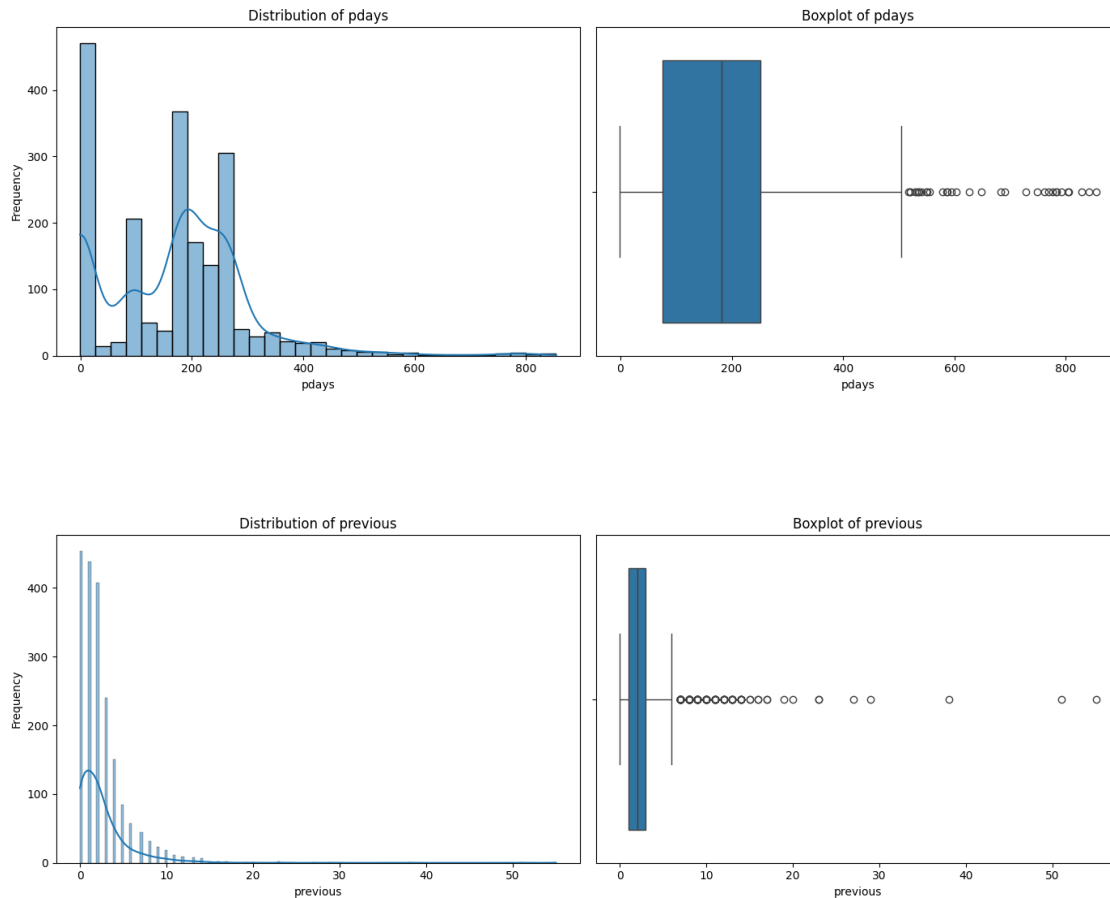 Distribution of pdays
Boxplot of pdays
Frequency
400
300
200
100
0
0 200 400 600 800
pdays
0 200 400 600 800
pdays
Distribution of previous
Boxplot of previous
Frequency
400
300
200
100
0
0 10 20 30 40 50
previous
0 10 20 30 40 50
previous